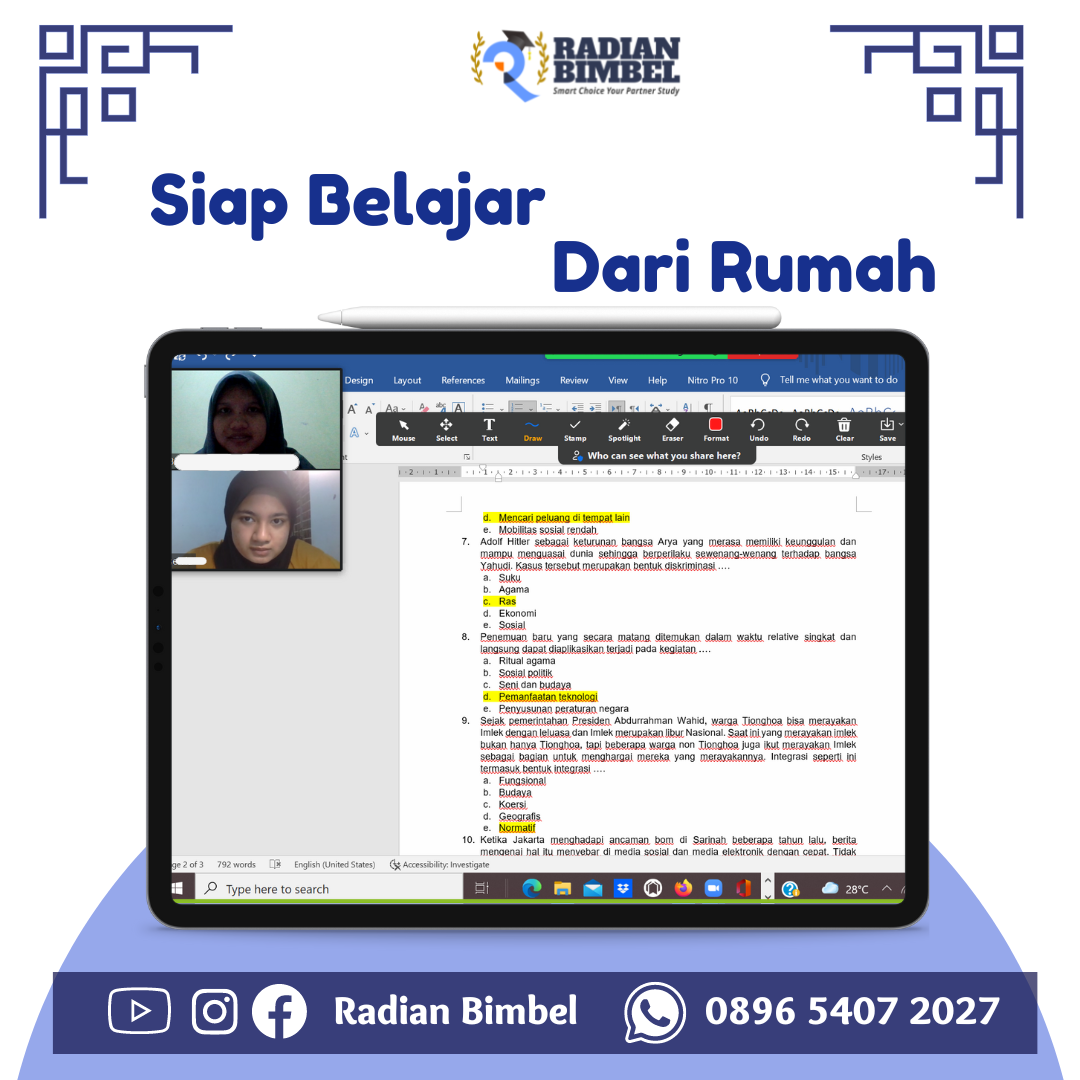 RADIAN
BIMBEL
Smart Choice Your Partner Study
Siap Belajar
Dari Rumah
Design Layout References Mailings Review View Help Nitro Pro 10 Tell me what you want to do
Mouse Select Text Draw Stamp Spotlight Eraser Format Undo Redo Clear Save
Who can see what you share here?
Styles
d. Mencari peluang di tempat lain
e. Mobilitas sosial rendah
7. Adolf Hitler sebagai keturunan bangsa Arya yang merasa memiliki keunggulan dan
mampu menguasai dunia sehingga berperilaku sewenang-wenang terhadap bangsa
Yahudi. Kasus tersebut merupakan bentuk diskriminasi ....
a. Suku
b. Agama
c. Ras
d. Ekonomi
e. Sosial
8. Penemuan baru yang secara matang ditemukan dalam waktu relative singkat dan
langsung dapat diaplikasikan terjadi pada kegiatan ....
a. Ritual agama
b. Sosial politik
c. Seni dan budaya
d. Pemanfaatan teknologi
e. Penyusunan peraturan negara
9. Sejak pemerintahan Presiden Abdurrahman Wahid, warga Tionghoa bisa merayakan
Imlek dengan leluasa dan Imlek merupakan libur Nasional. Saat ini yang merayakan imlek
bukan hanya Tionghoa, tapi beberapa warga non Tionghoa juga ikut merayakan Imlek
sebagai bagian untuk menghargai mereka yang merayakannya. Integrasi seperti ini
termasuk bentuk integrasi ....
a. Fungsional
b. Budaya
c. Koersi
d. Geografis
e. Normatif
10. Ketika Jakarta menghadapi ancaman bom di Sarinah beberapa tahun lalu, berita
mengenai hal itu menyebar di media sosial dan media elektronik dengan cepat. Tidak
ge 2 of 3 792 words English (United States) Accessibility: Investigate
Type here to search 28°C
Radian Bimbel 0896 5407 2027